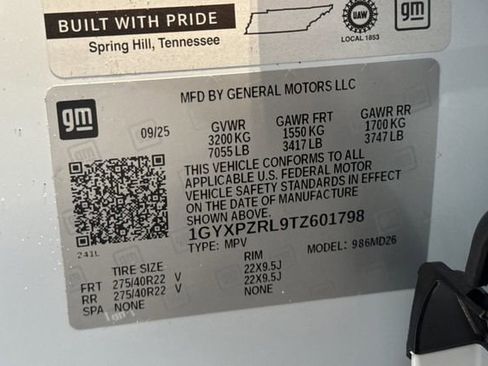 BUILT WITH PRIDE
Spring Hill, Tennessee
UAW
LOCAL 1853
gm
gm
MFD BY GENERAL MOTORS LLC
09/25 GVWR GAWR FRT GAWR RR
3200 KG 1550 KG 1700 KG
7055 LB 3417 LB 3747 LB
THIS VEHICLE CONFORMS TO ALL
APPLICABLE U.S. FEDERAL MOTOR
VEHICLE SAFETY STANDARDS IN EFFECT ON
THE DATE OF MANUFACTURE
SHOWN ABOVE.
1GYXPZRL9TZ601798
TYPE: MPV MODEL: 986MD26
241L
TIRE SIZE RIM
FRT 275/40R22 V 22X9.5J
RR 275/40R22 V 22X9.5J
SPA NONE NONE